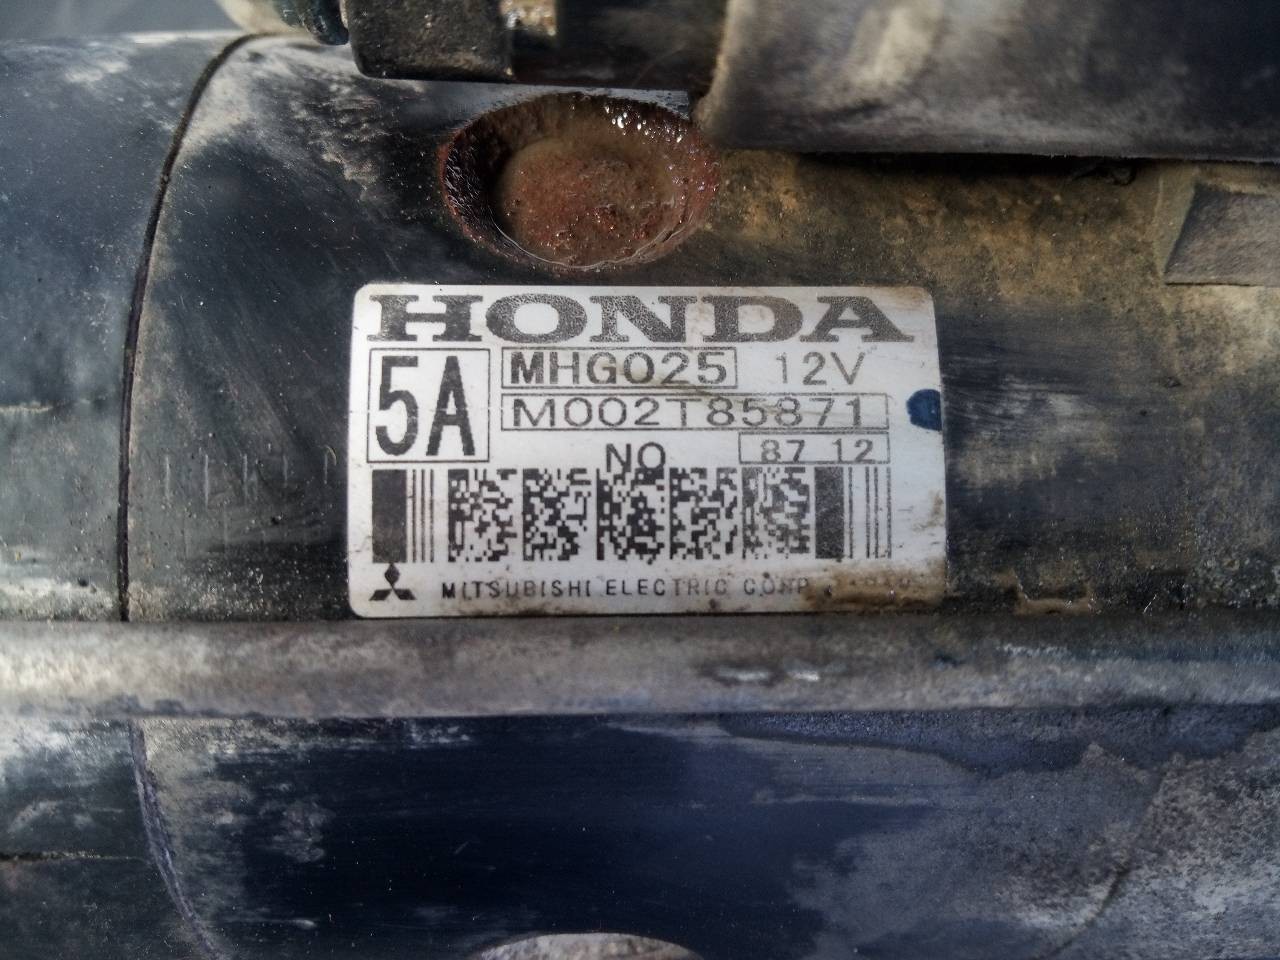 HONDA
5A MHG025 12V
M002T85871
NO 87 12
MITSUBISHI ELECTRIC CORP